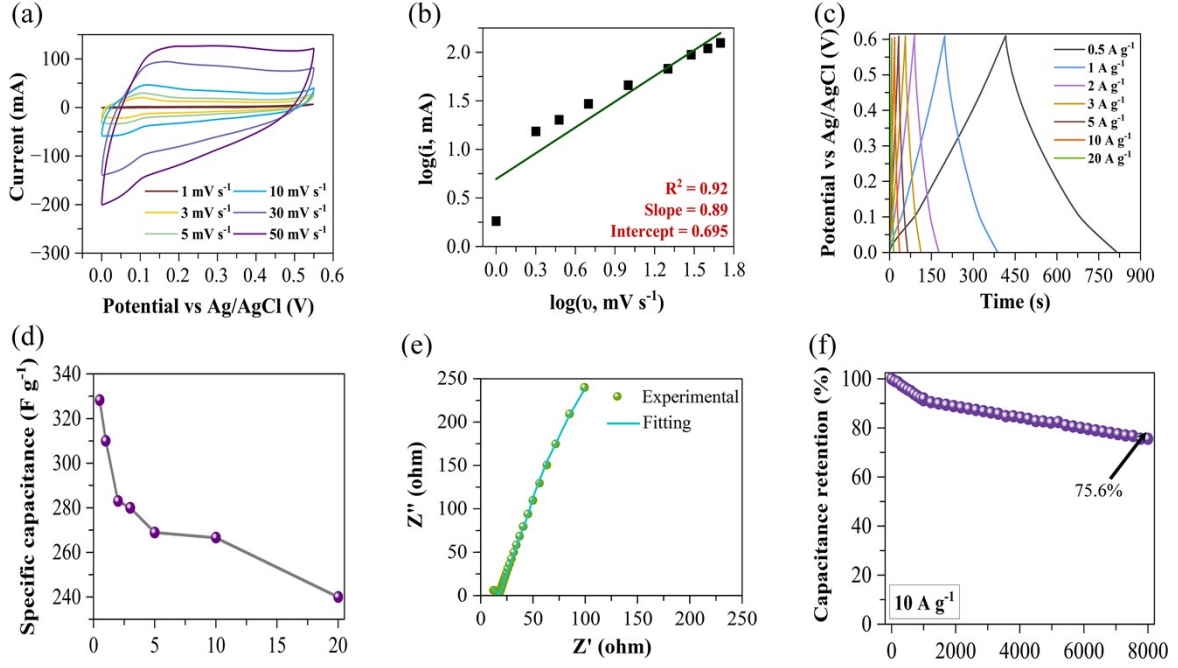 (a)
100
0
−100
−200
−300
Current (mA)
1 mV s⁻¹
3 mV s⁻¹
5 mV s⁻¹
10 mV s⁻¹
30 mV s⁻¹
50 mV s⁻¹
0.0 0.1 0.2 0.3 0.4 0.5 0.6
Potential vs Ag/AgCl (V)
(b)
2.0
1.5
1.0
0.5
0.0
log(i, mA)
R² = 0.92
Slope = 0.89
Intercept = 0.695
0.0 0.3 0.6 0.9 1.2 1.5 1.8
log(υ, mV s⁻¹)
(c)
0.6
0.5
0.4
0.3
0.2
0.1
0.0
Potential vs Ag/AgCl (V)
0.5 A g⁻¹
1 A g⁻¹
2 A g⁻¹
3 A g⁻¹
5 A g⁻¹
10 A g⁻¹
20 A g⁻¹
0 150 300 450 600 750 900
Time (s)
(d)
340
320
300
280
260
240
Specific capacitance (F g⁻¹)
0 5 10 15 20
(e)
250
200
150
100
50
0
Z'' (ohm)
Experimental
Fitting
0 50 100 150 200 250
Z' (ohm)
(f)
100
80
60
40
20
0
Capacitance retention (%)
75.6%
10 A g⁻¹
0 2000 4000 6000 8000